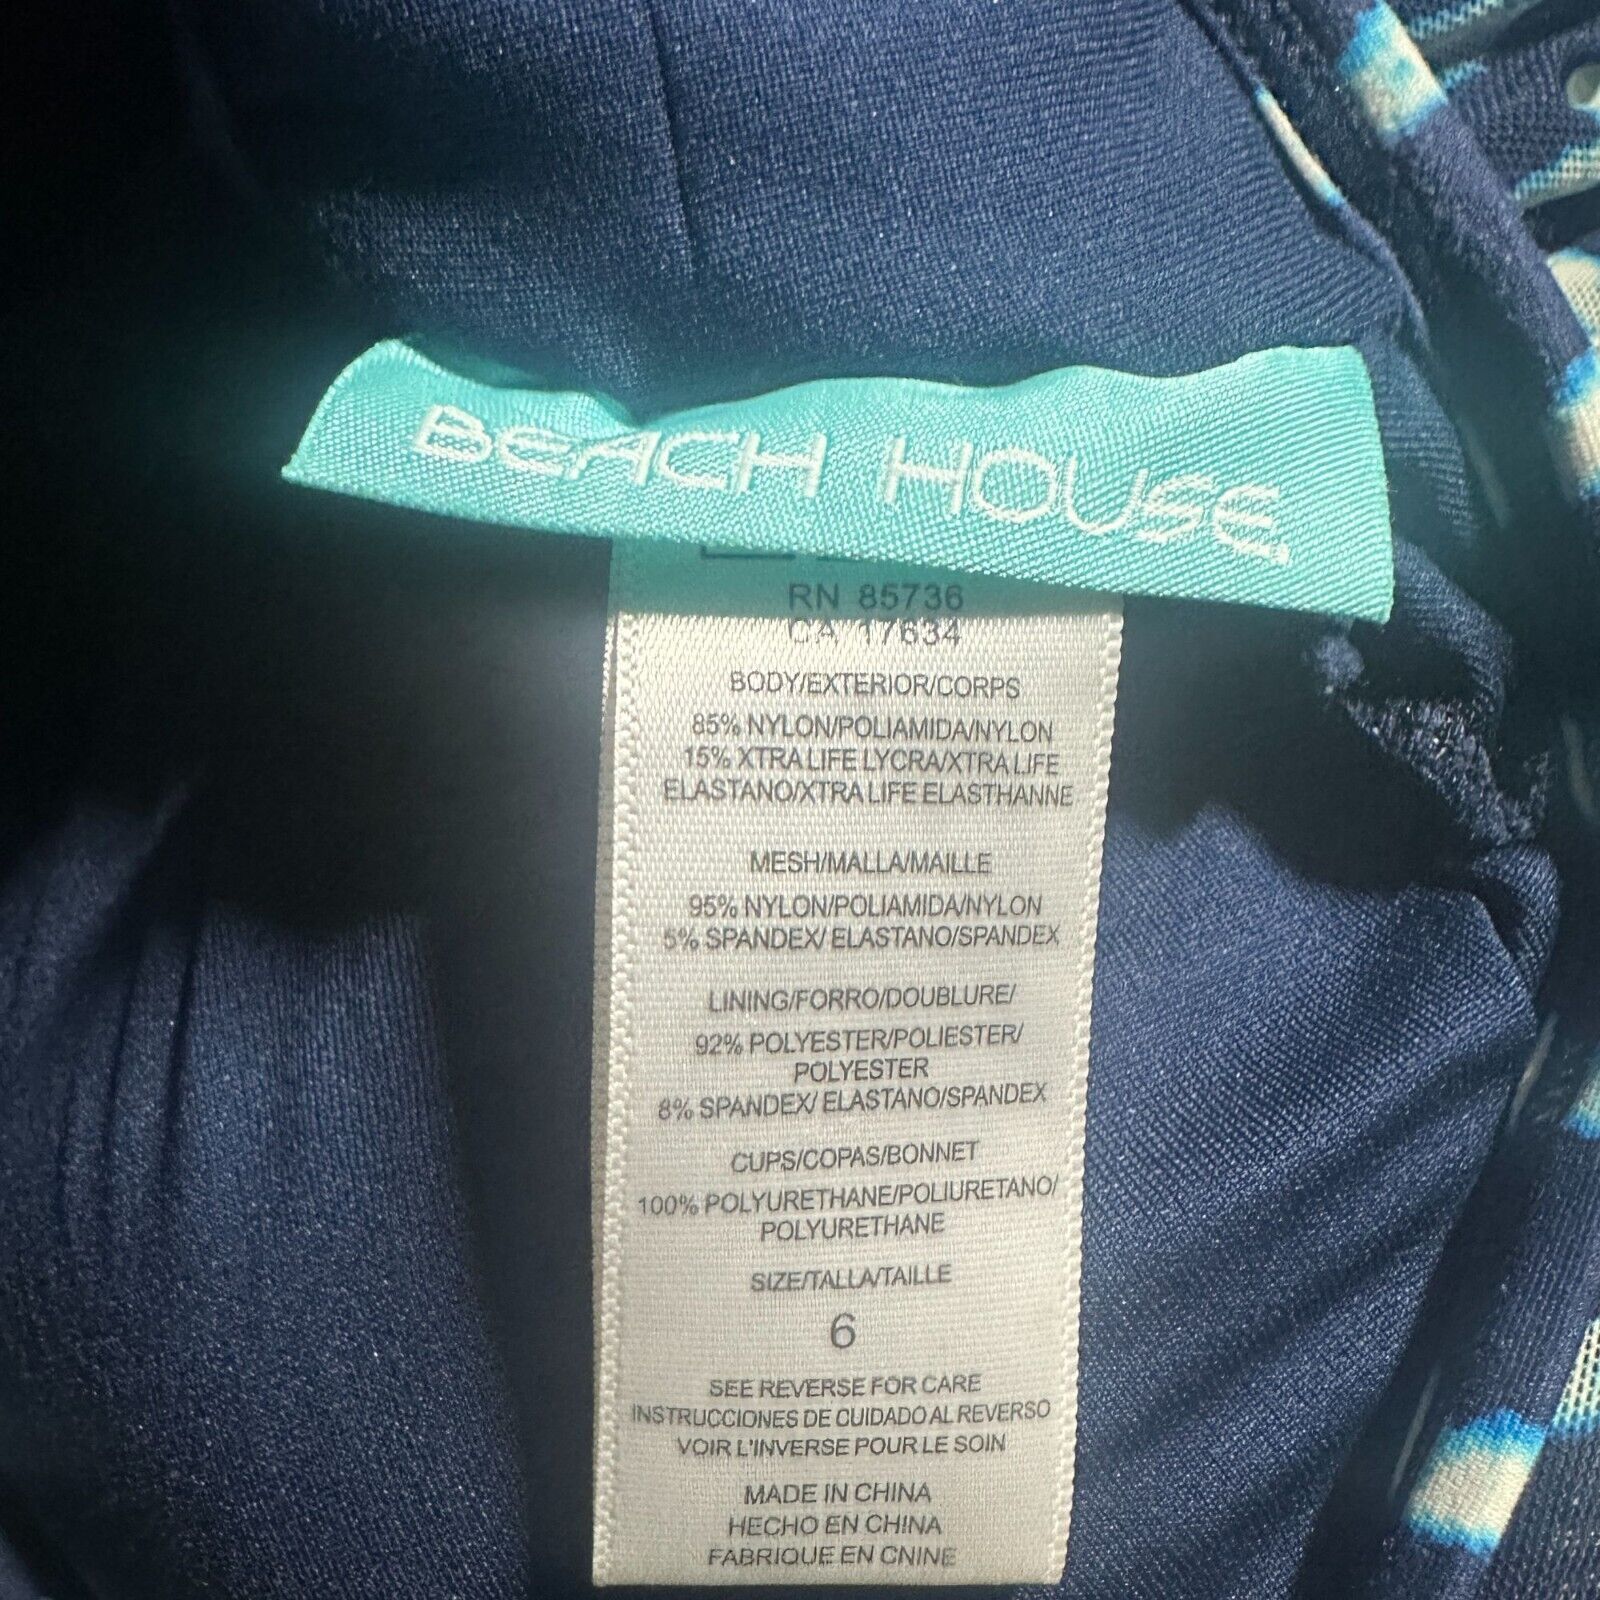 BEACH HOUSE
RN 85736
CA 17634
BODY/EXTERIOR/CORPS
85% NYLON/POLIAMIDA/NYLON
15% XTRA LIFE LYCRA/XTRA LIFE
ELASTANO/XTRA LIFE ELASTHANNE
MESH/MALLA/MAILLE
95% NYLON/POLIAMIDA/NYLON
5% SPANDEX/ ELASTANO/SPANDEX
LINING/FORRO/DOUBLURE/
92% POLYESTER/POLIESTER/
POLYESTER
8% SPANDEX/ ELASTANO/SPANDEX
CUPS/COPAS/BONNET
100% POLYURETHANE/POLIURETANO/
POLYURETHANE
SIZE/TALLA/TAILLE
6
SEE REVERSE FOR CARE
INSTRUCCIONES DE CUIDADO AL REVERSO
VOIR L'INVERSE POUR LE SOIN
MADE IN CHINA
HECHO EN CHINA
FABRIQUE EN CNINE